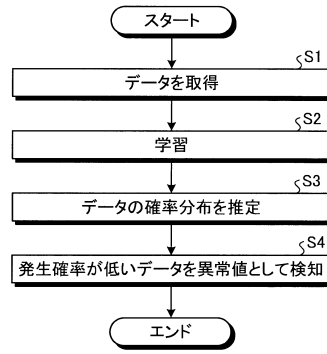 スタート
S1
データを取得
S2
学習
S3
データの確率分布を推定
S4
発生確率が低いデータを異常値として検知
エンド